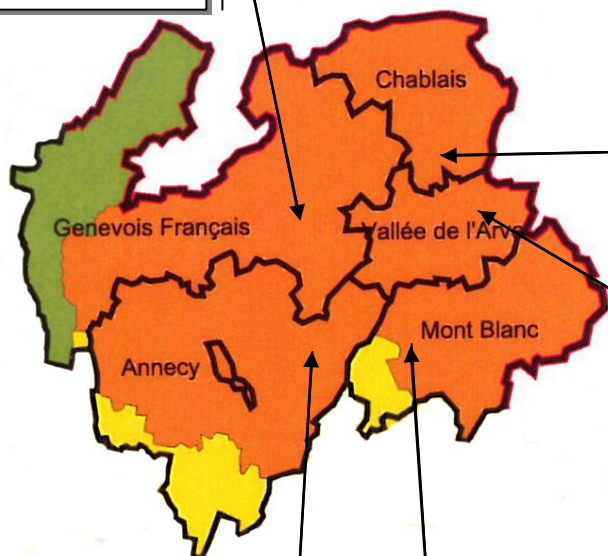 Chablais
Genevois Français
Vallée de l'Arve
Mont Blanc
Annecy